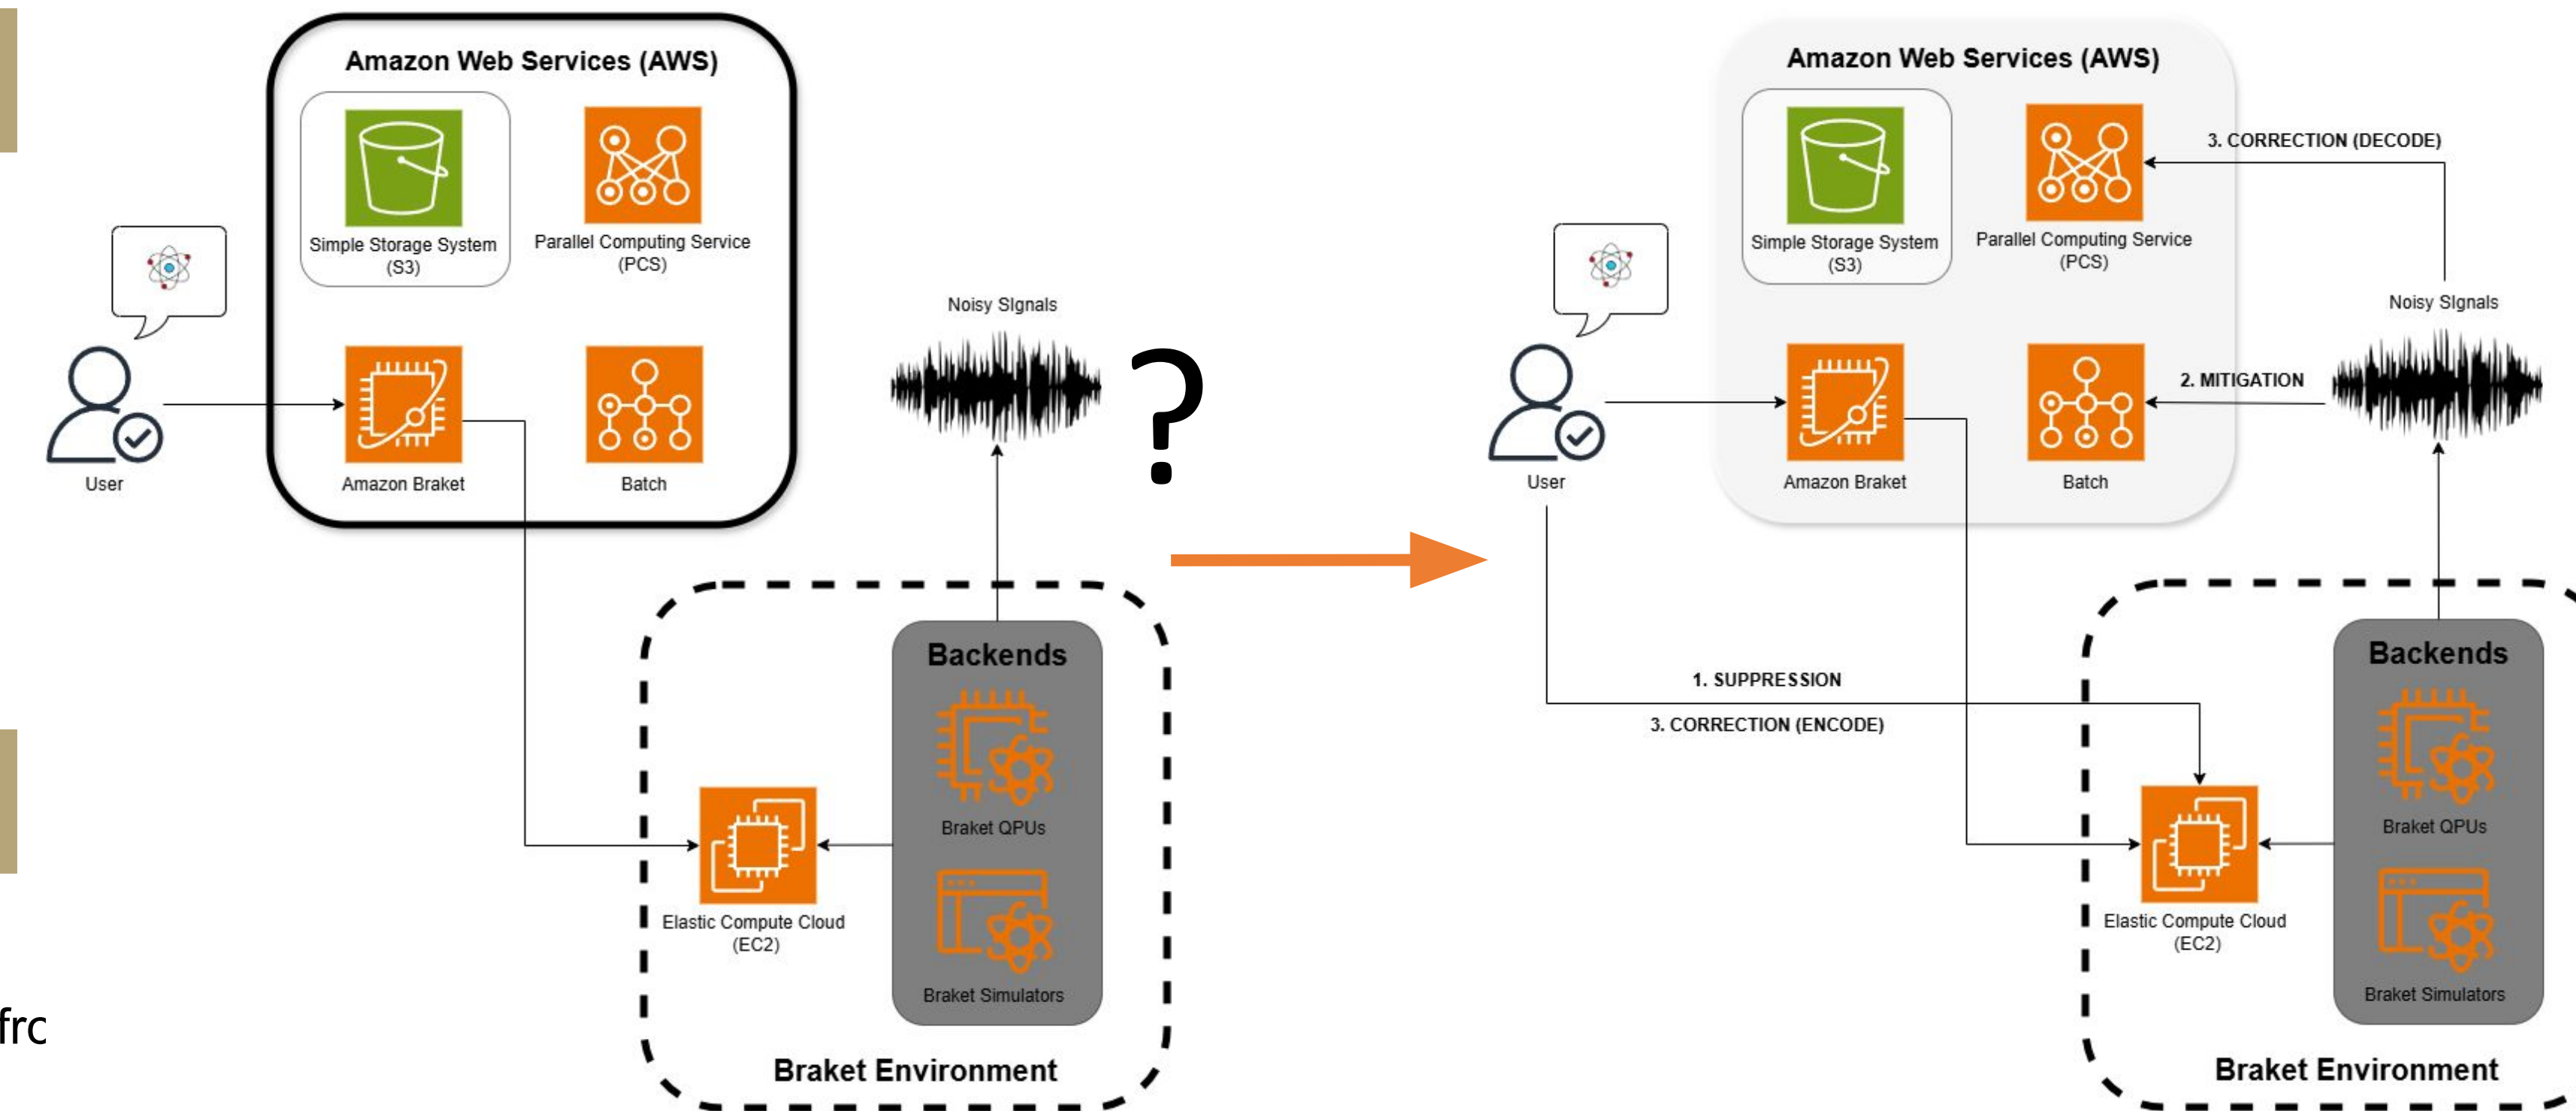 Amazon Web Services (AWS)
Simple Storage System
(S3)
Parallel Computing Service
(PCS)
User
Amazon Braket
Batch
Noisy SIgnals
?
Backends
Braket QPUs
Elastic Compute Cloud
(EC2)
Braket Simulators
Braket Environment
Amazon Web Services (AWS)
Simple Storage System
(S3)
Parallel Computing Service
(PCS)
3. CORRECTION (DECODE)
Noisy SIgnals
2. MITIGATION
User
Amazon Braket
Batch
1. SUPPRESSION
3. CORRECTION (ENCODE)
Backends
Braket QPUs
Elastic Compute Cloud
(EC2)
Braket Simulators
Braket Environment